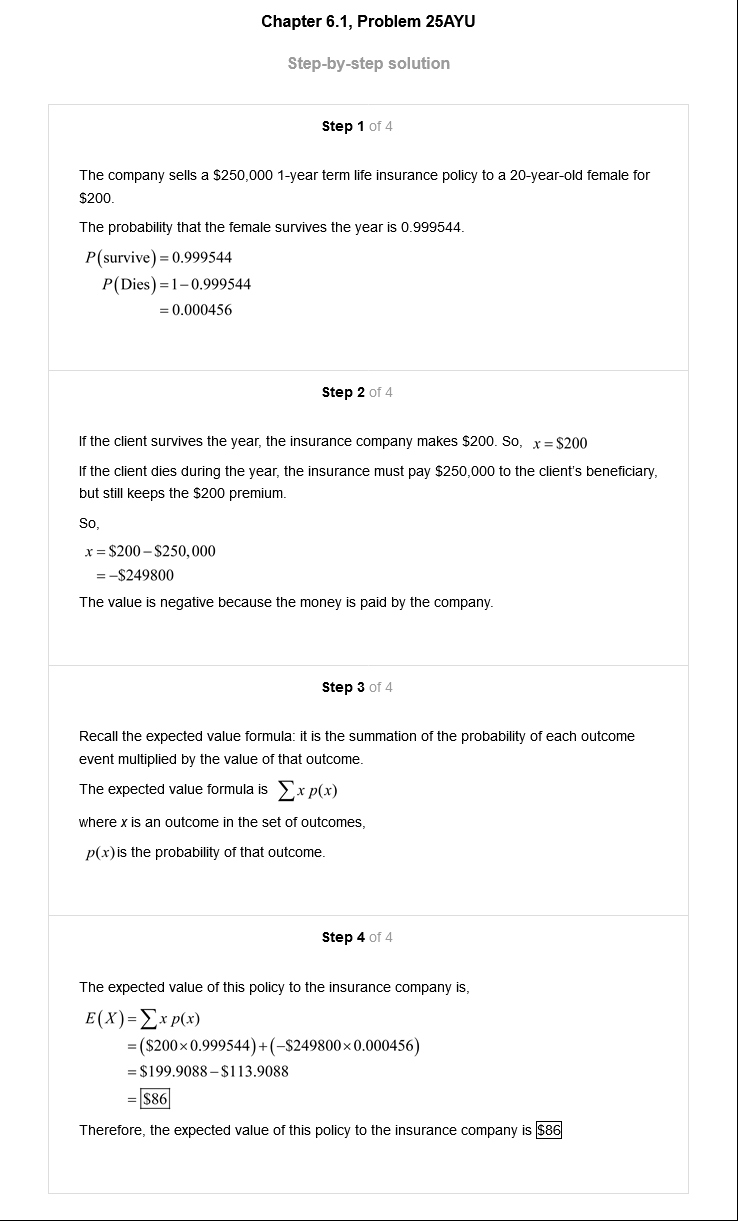 Chapter 6.1, Problem 25AYU
Step-by-step solution
Step 1 of 4
The company sells a $250,000 1-year term life insurance policy to a 20-year-old female for
$200.
The probability that the female survives the year is 0.999544.
P(survive) = 0.999544
P(Dies) = 1 − 0.999544
= 0.000456
Step 2 of 4
If the client survives the year, the insurance company makes $200. So, x = $200
If the client dies during the year, the insurance must pay $250,000 to the client's beneficiary,
but still keeps the $200 premium.
So,
x = $200 − $250,000
= −$249800
The value is negative because the money is paid by the company.
Step 3 of 4
Recall the expected value formula: it is the summation of the probability of each outcome
event multiplied by the value of that outcome.
The expected value formula is ∑x p(x)
where x is an outcome in the set of outcomes,
p(x) is the probability of that outcome.
Step 4 of 4
The expected value of this policy to the insurance company is,
E(X) = ∑x p(x)
= ($200 × 0.999544) + (−$249800 × 0.000456)
= $199.9088 − $113.9088
= $86
Therefore, the expected value of this policy to the insurance company is $86